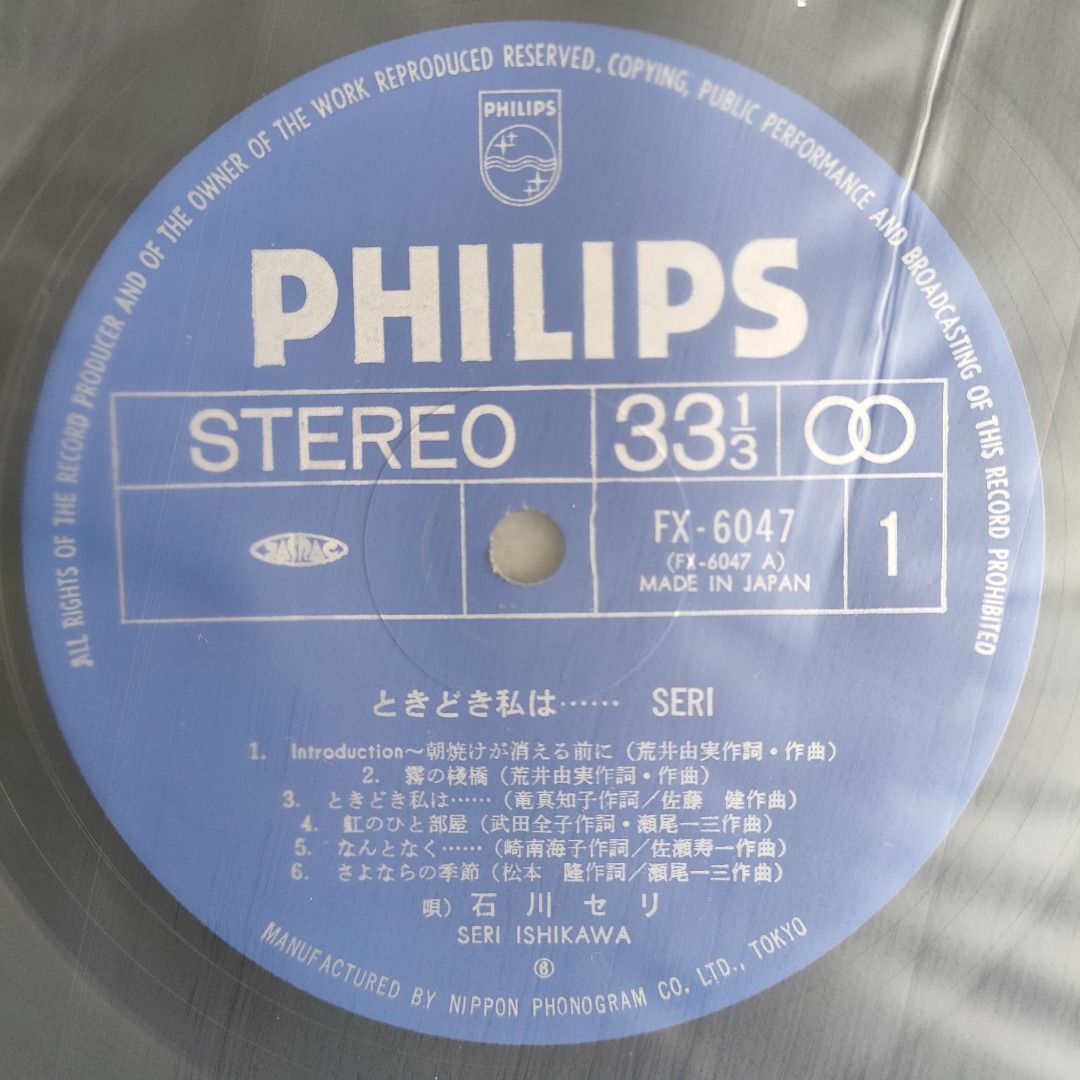 ALL RIGHTS OF THE RECORD PRODUCER AND OF THE OWNER OF THE WORK REPRODUCED RESERVED. COPYING, PUBLIC PERFORMANCE AND BROADCASTING OF THIS RECORD PROHIBITED
PHILIPS
PHILIPS
STEREO 33 1/3
JASRAC FX-6047 1
(FX-6047 A)
MADE IN JAPAN
ときどき私は…… SERI
1. Introduction〜朝焼けが消える前に（荒井由実作詞・作曲）
2. 霧の桟橋（荒井由実作詞・作曲）
3. ときどき私は……（竜真知子作詞／佐藤 健作曲）
4. 虹のひと部屋（武田全子作詞・瀬尾一三作曲）
5. なんとなく……（崎南海子作詞／佐瀬寿一作曲）
6. さよならの季節（松本 隆作詞／瀬尾一三作曲）
唄）石川セリ
SERI ISHIKAWA
MANUFACTURED BY NIPPON PHONOGRAM CO. LTD., TOKYO